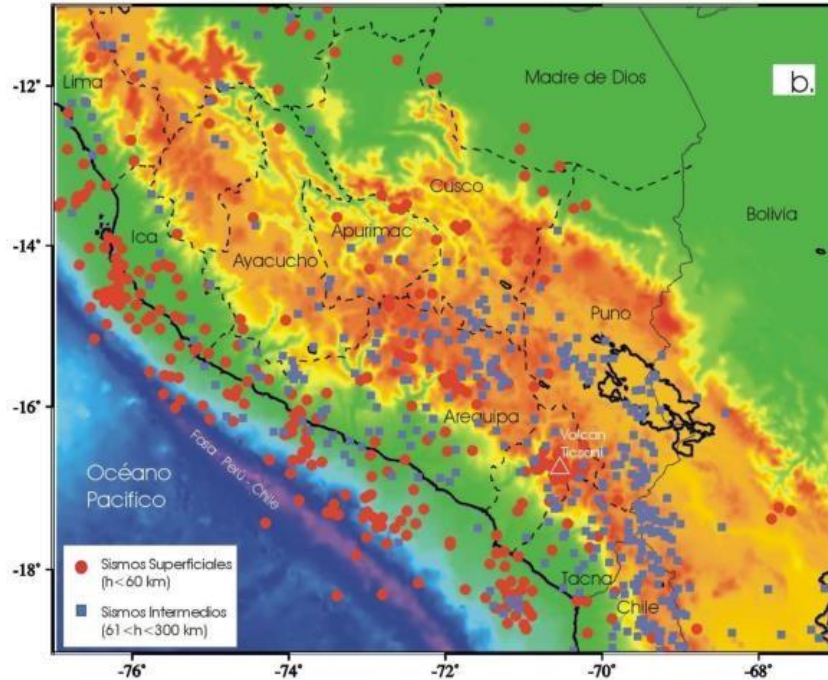 b.
-12°
Lima
Madre de Dios
Cusco
Bolivia
-14°
Ica
Apurimac
Ayacucho
Puno
-16°
Arequipa
Volcán
Ticsani
Fosa - Perú - Chile
Océano
Pacifico
-18°
Sismos Superficiales
(h<60 km)
Tacna
Sismos Intermedios
(61<h<300 km)
Chile
-76°
-74°
-72°
-70°
-68°